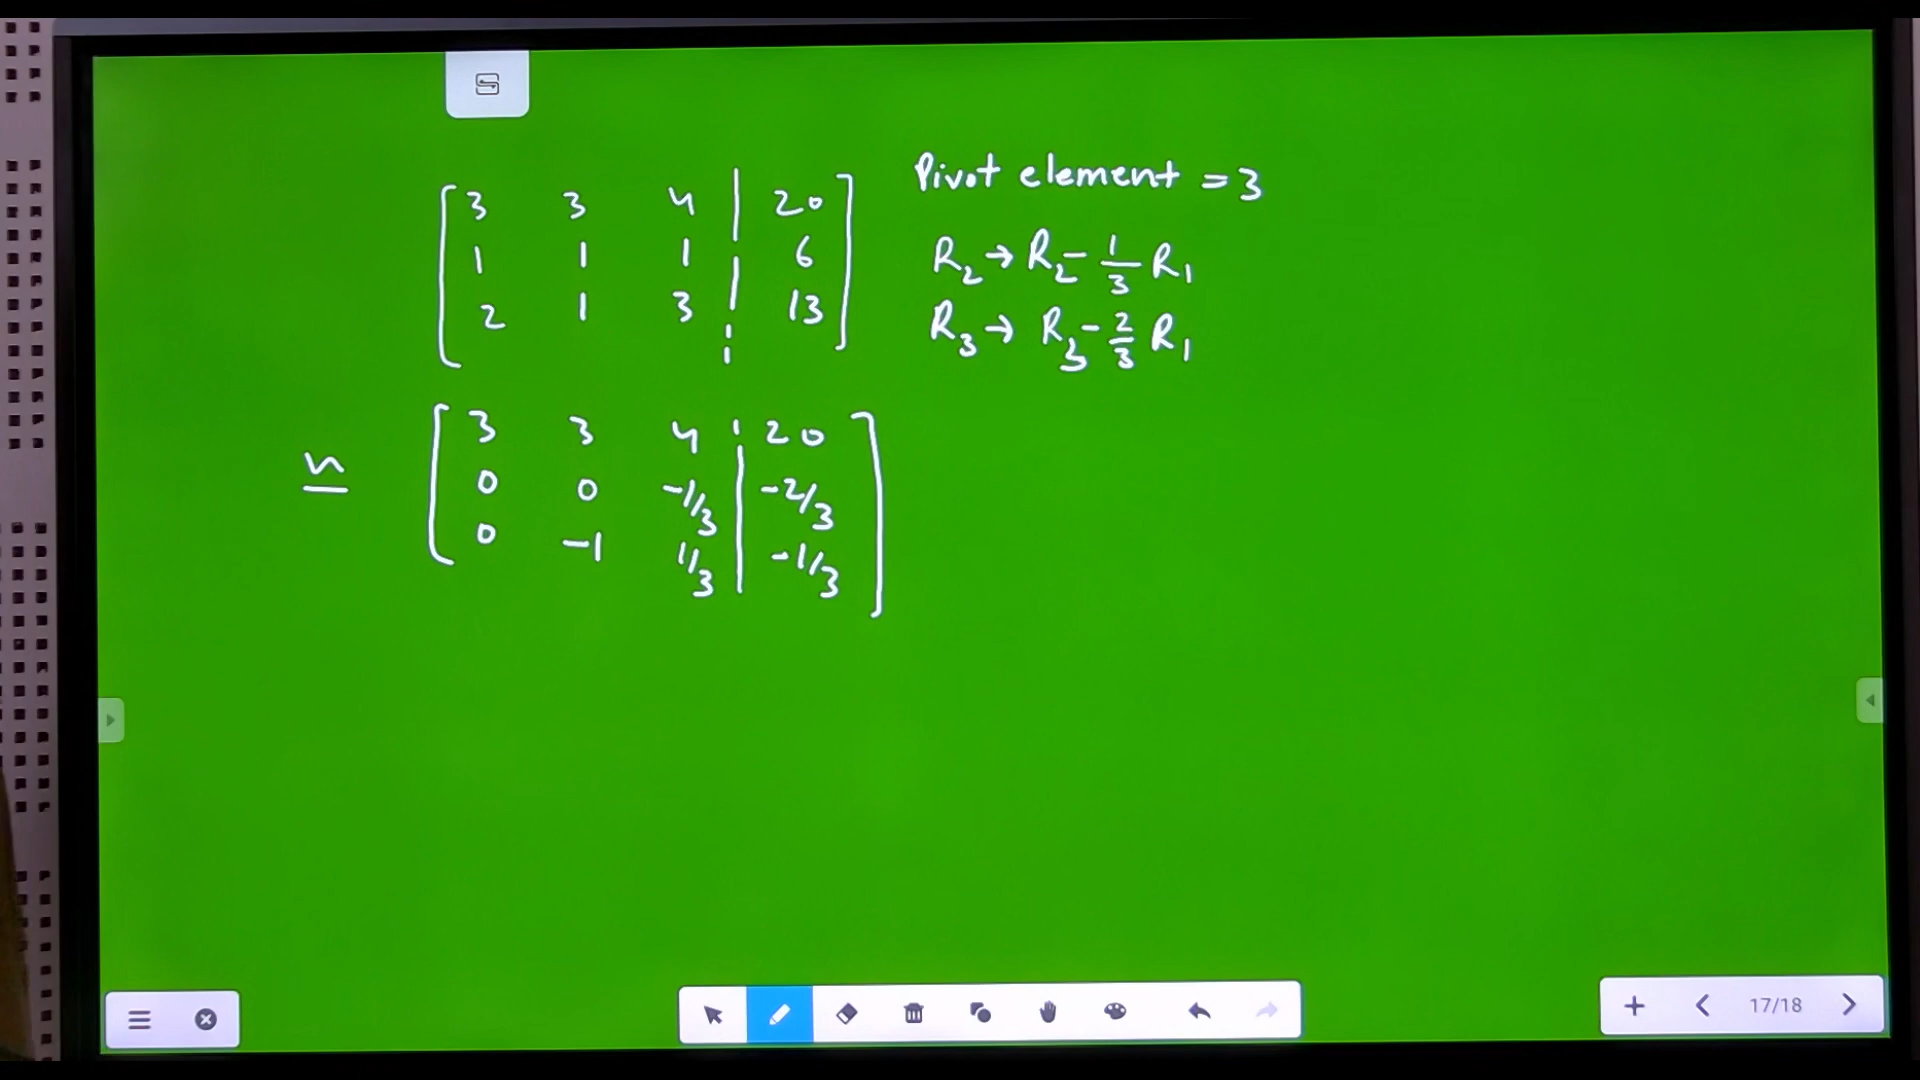 3 3 4 | 20 Pivot element = 3
1 1 1 | 6 R₂ → R₂ - 1/3 R₁
2 1 3 | 13 R₃ → R₃ - 2/3 R₁
~ 3 3 4 | 20
0 0 -1/3 | -2/3
0 -1 1/3 | -1/3
17/18